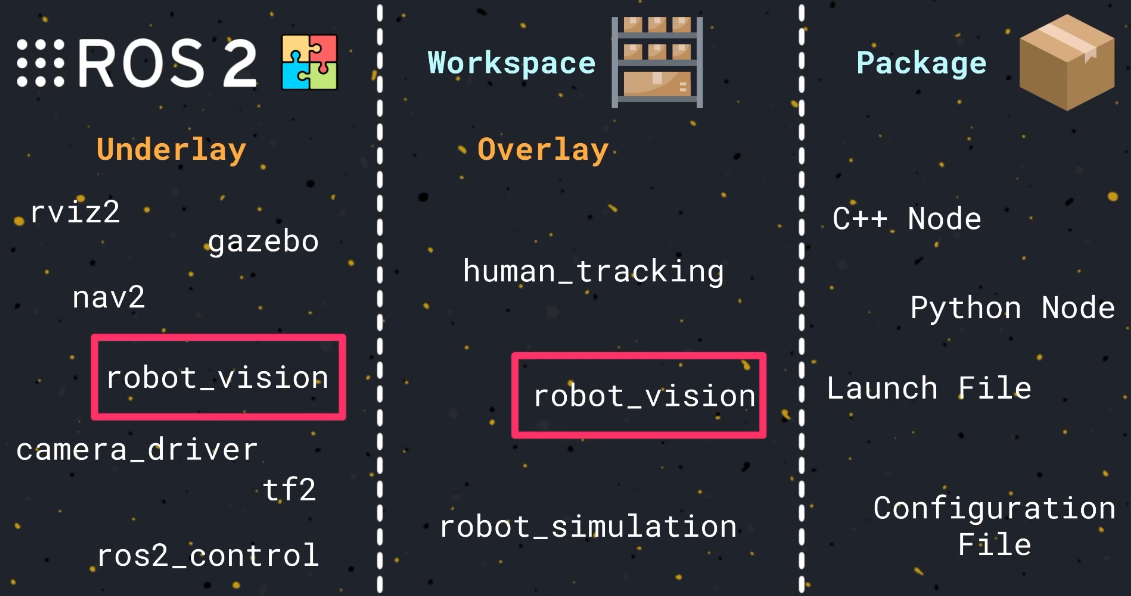 ROS 2
Underlay
rviz2
gazebo
nav2
robot_vision
camera_driver
tf2
ros2_control
Workspace
Overlay
human_tracking
robot_vision
robot_simulation
Package
C++ Node
Python Node
Launch File
Configuration
File